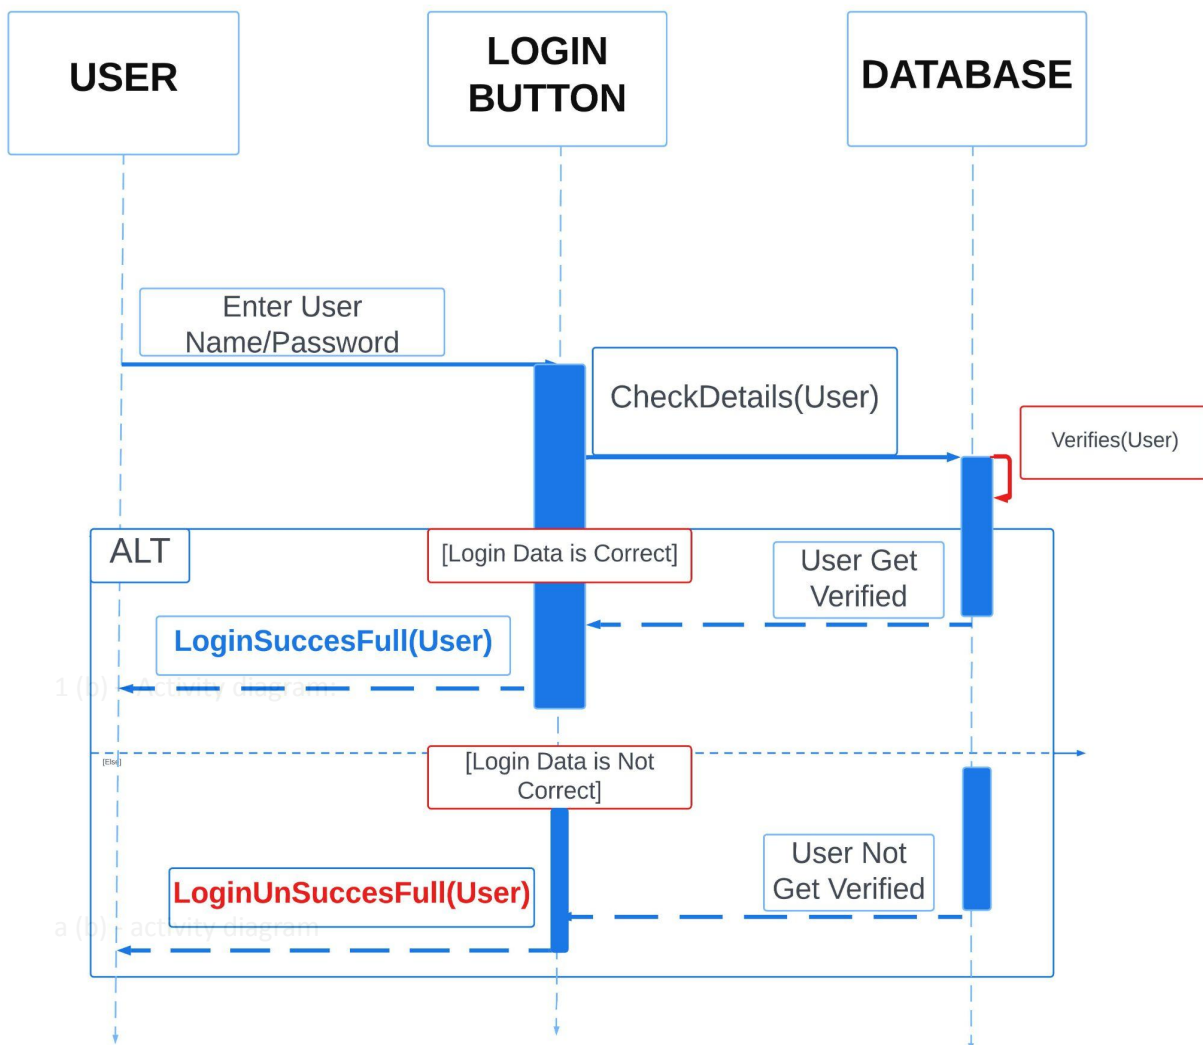 USER
LOGIN
BUTTON
DATABASE
Enter User
Name/Password
CheckDetails(User)
Verifies(User)
ALT
[Login Data is Correct]
User Get
Verified
LoginSuccesFull(User)
1 (b) - Activity diagram:
[Else]
[Login Data is Not
Correct]
User Not
Get Verified
LoginUnSuccesFull(User)
a (b) - activity diagram